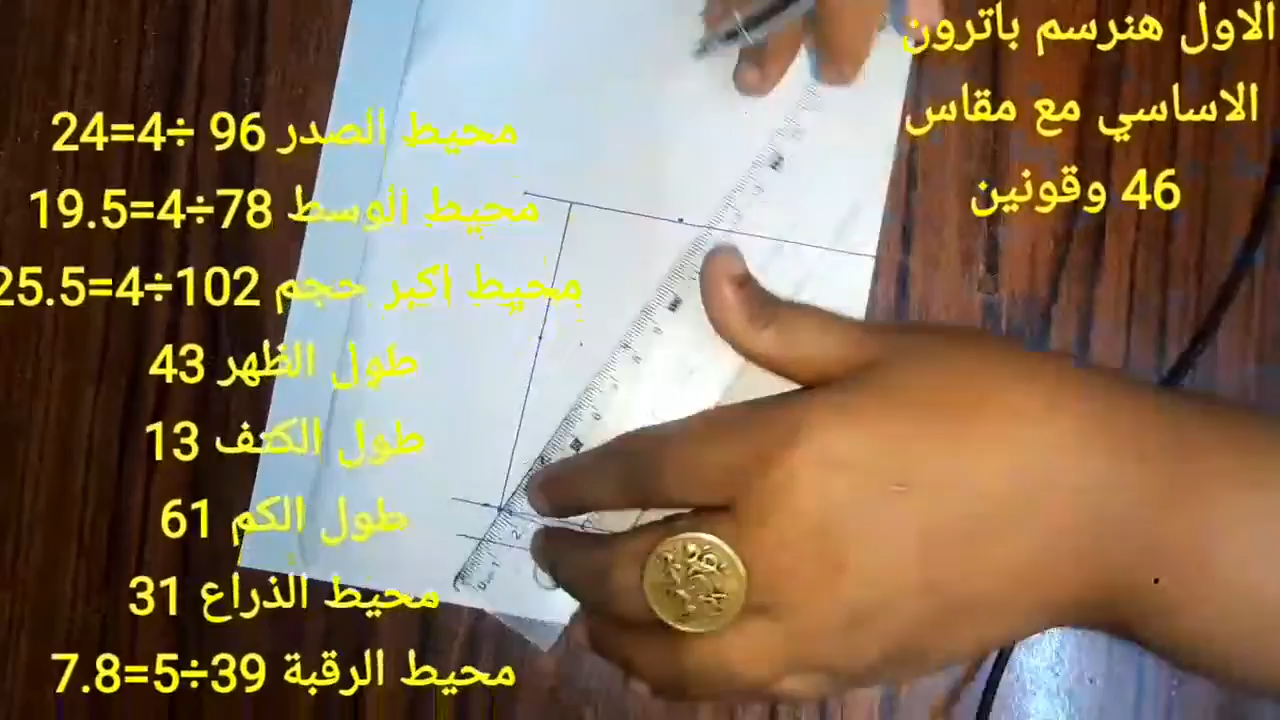 الاول هنرسم باترون
الاساسي مع مقاس
46 وقونين
محيط الصدر 96 ÷4=24
محيط الوسط 78÷4=19.5
محيط اكبر حجم 102÷4=25.5
طول الظهر 43
طول الكتف 13
طول الكم 61
محيط الذراع 31
محيط الرقبة 39÷5=7.8